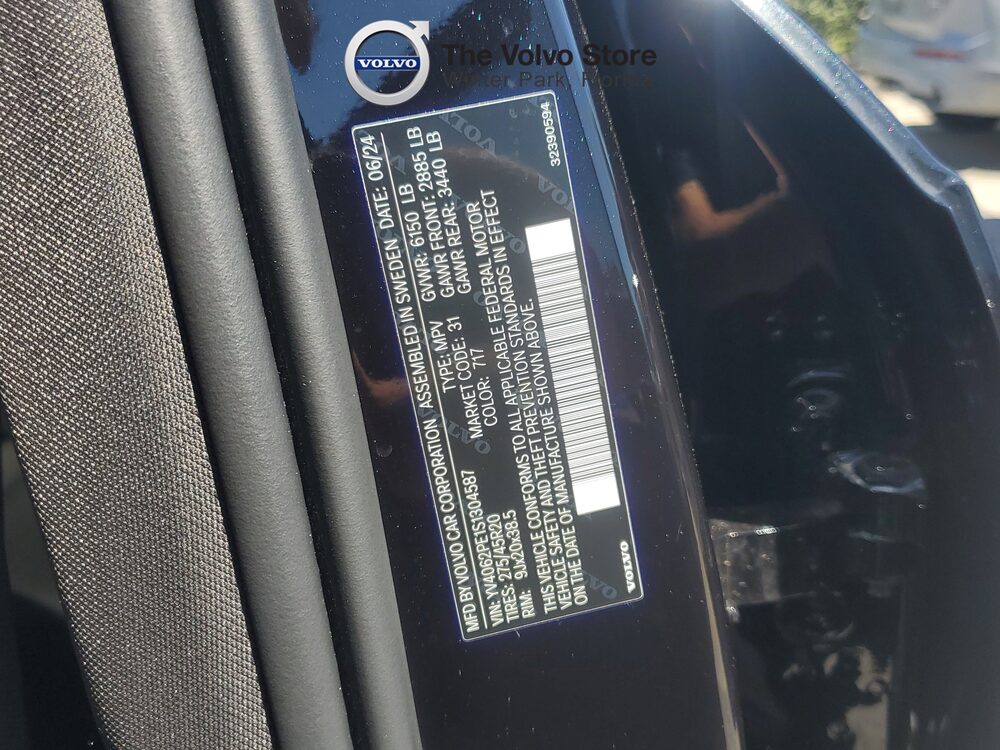 VOLVO
The Volvo Store
Winter Park, Florida
MFD BY VOLVO CAR CORPORATION ASSEMBLED IN SWEDEN DATE: 06/24
VIN: YV4062PE1S1304587 TYPE: MPV GVWR: 6150 LB
TIRES: 275/45R20 MARKET CODE: 31 GAWR FRONT: 2885 LB
RIM: 9Jx20x38.5 COLOR: 717 GAWR REAR: 3440 LB
THIS VEHICLE CONFORMS TO ALL APPLICABLE FEDERAL MOTOR
VEHICLE SAFETY AND THEFT PREVENTION STANDARDS IN EFFECT
ON THE DATE OF MANUFACTURE SHOWN ABOVE.
VOLVO
32390594